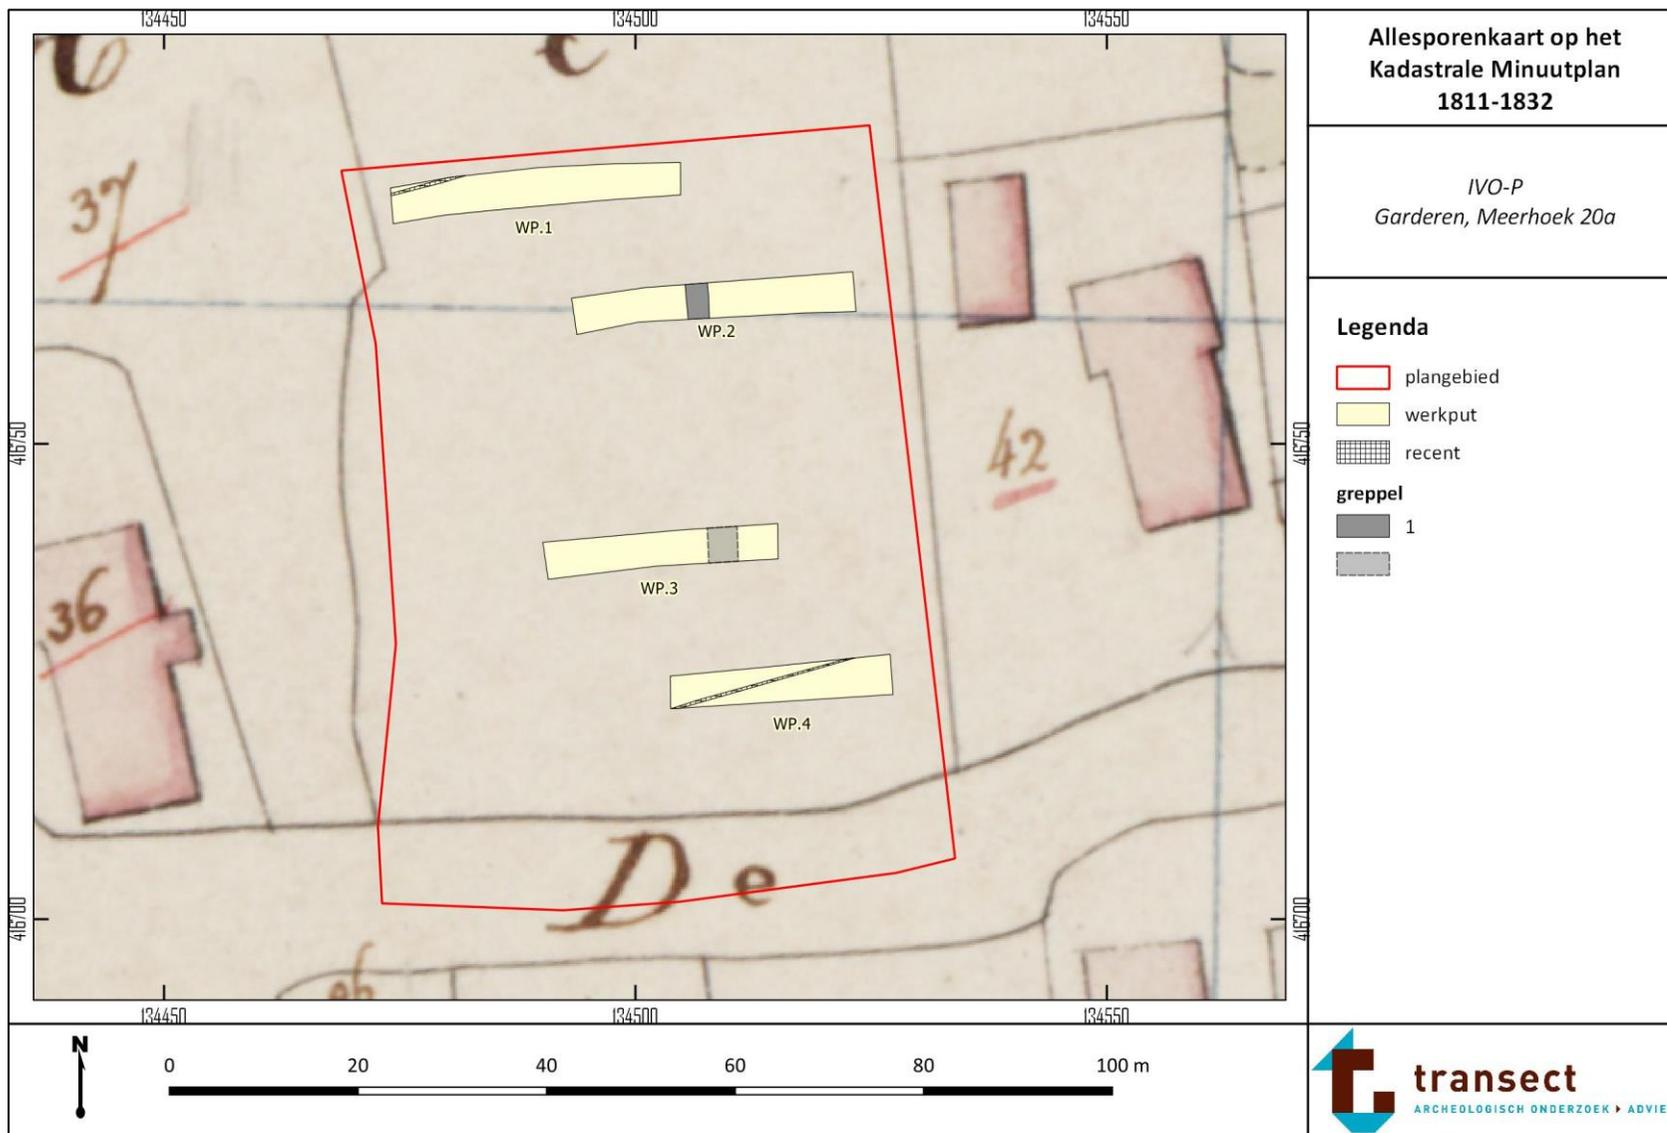 134450
134500
134550
C
37
WP.1
WP.2
416750
416750
42
WP.3
36
WP.4
De
416700
416700
134450
134500
134550
N
0
20
40
60
80
100 m
Allesporenkaart op het
Kadastrale Minuutplan
1811-1832
IVO-P
Garderen, Meerhoek 20a
Legenda
plangebied
werkput
recent
greppel
1
transect
ARCHEOLOGISCH ONDERZOEK ADVIE